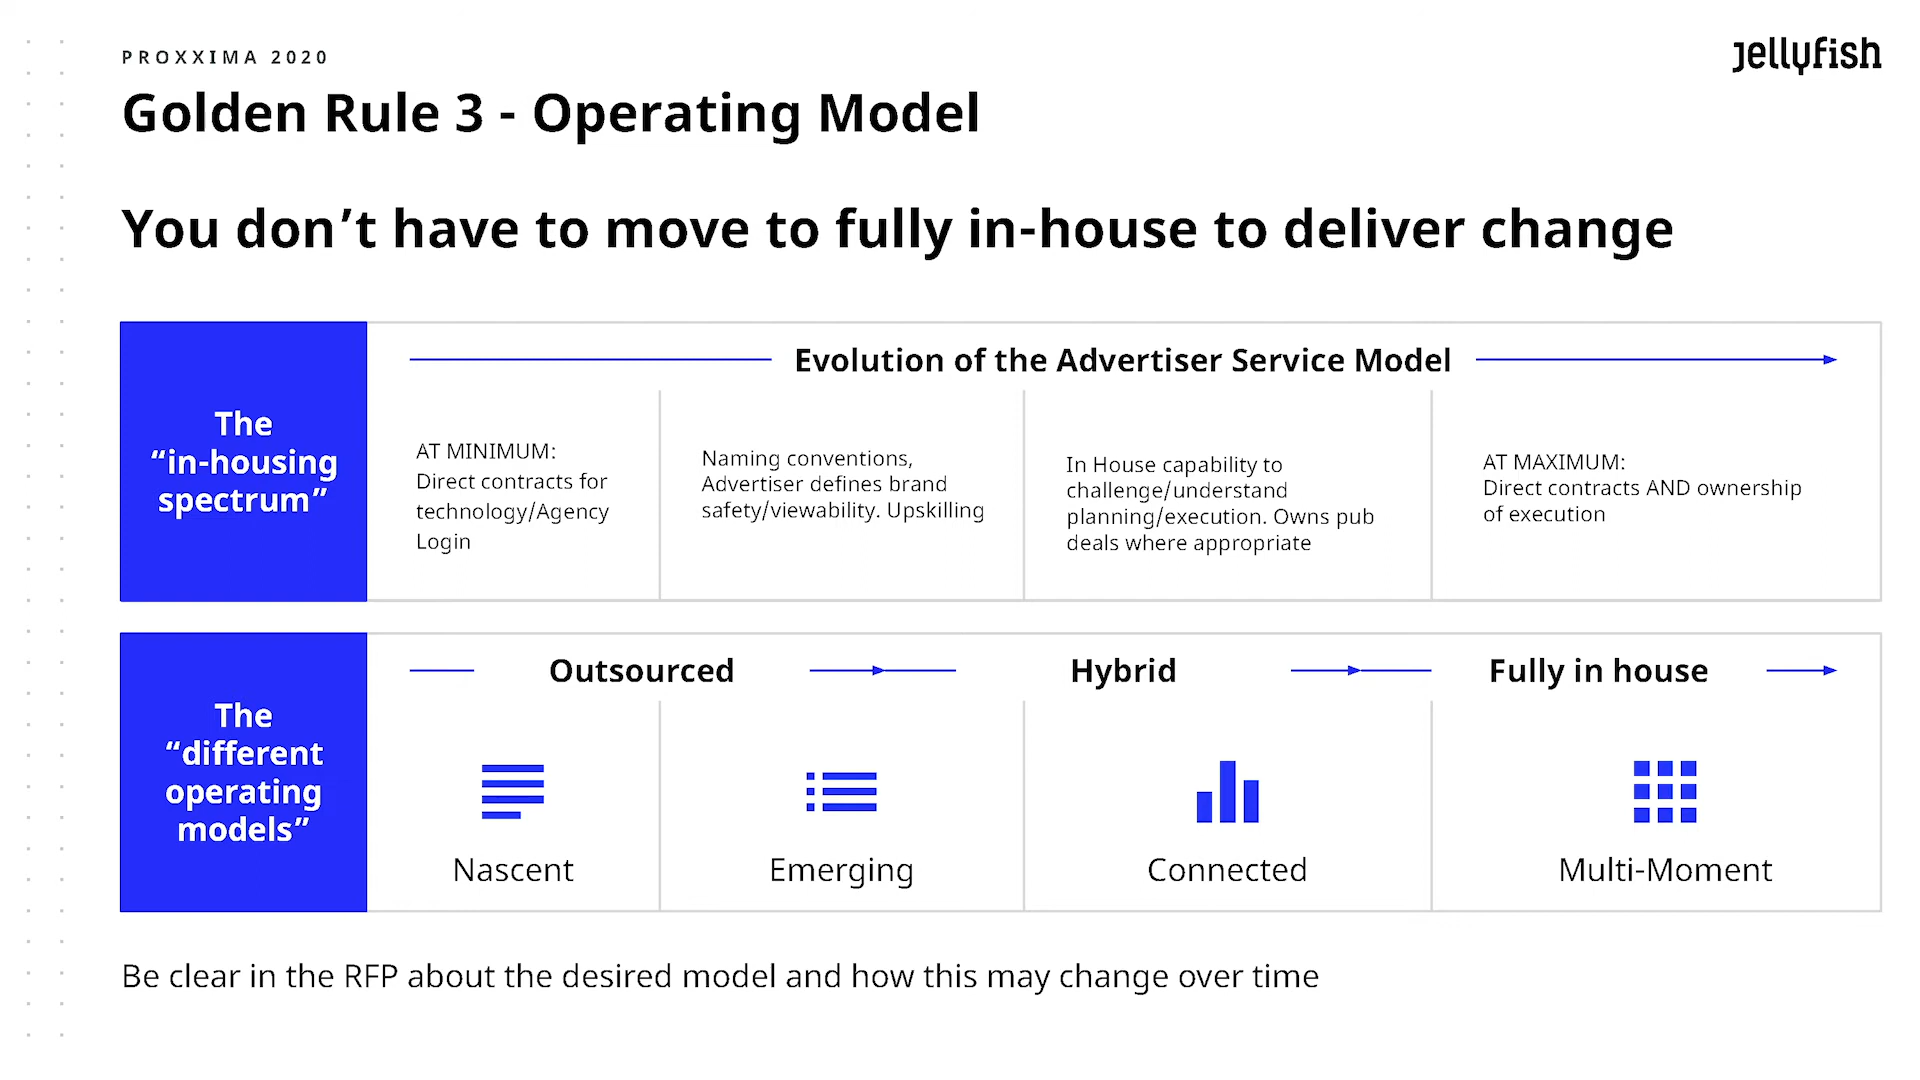 PROXXIMA 2020
Jellyfish
Golden Rule 3 - Operating Model
You don’t have to move to fully in-house to deliver change
The
“in-housing
spectrum”
Evolution of the Advertiser Service Model
AT MINIMUM:
Direct contracts for
technology/Agency
Login
Naming conventions,
Advertiser defines brand
safety/viewability. Upskilling
In House capability to
challenge/understand
planning/execution. Owns pub
deals where appropriate
AT MAXIMUM:
Direct contracts AND ownership
of execution
The
“different
operating
models”
Outsourced
Hybrid
Fully in house
Nascent
Emerging
Connected
Multi-Moment
Be clear in the RFP about the desired model and how this may change over time